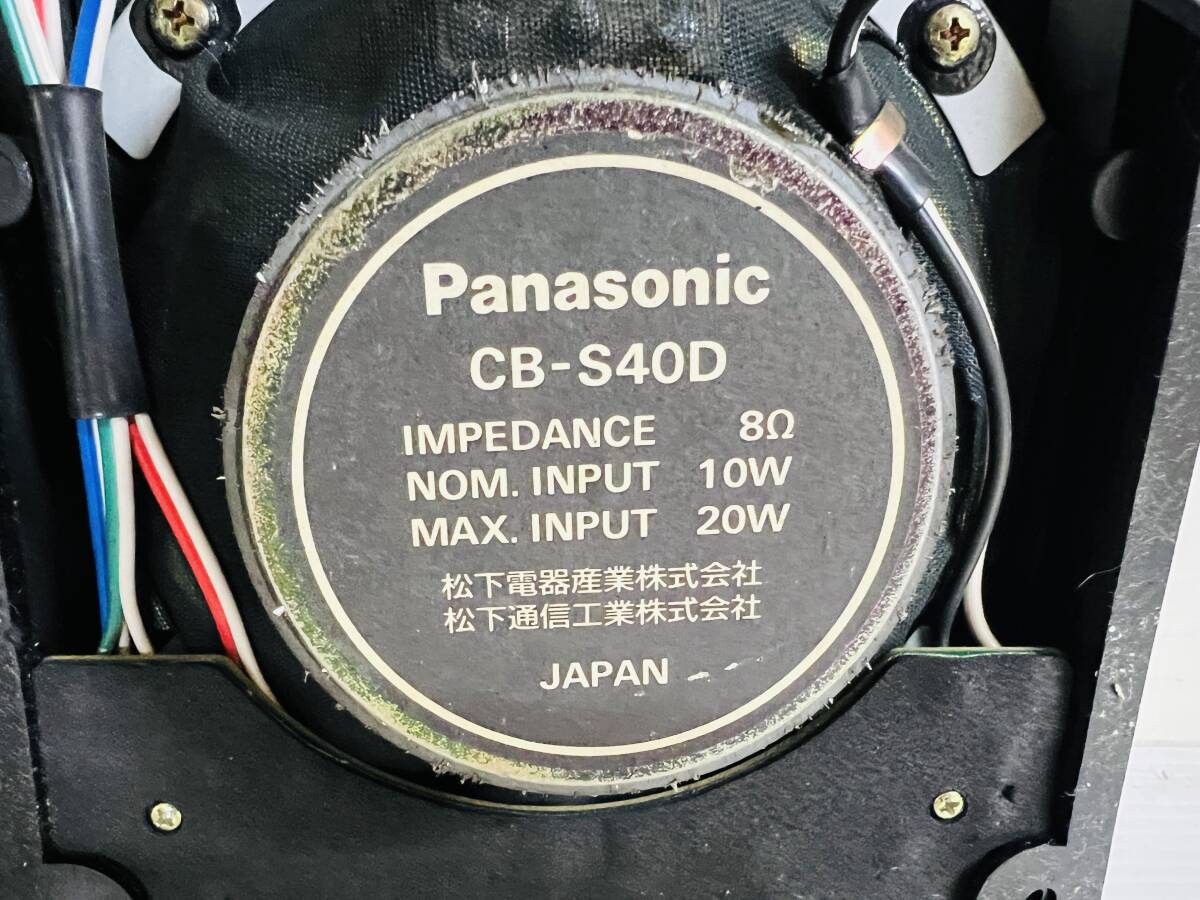 Panasonic
CB-S40D
IMPEDANCE 8Ω
NOM. INPUT 10W
MAX. INPUT 20W
松下電器産業株式会社
松下通信工業株式会社
JAPAN